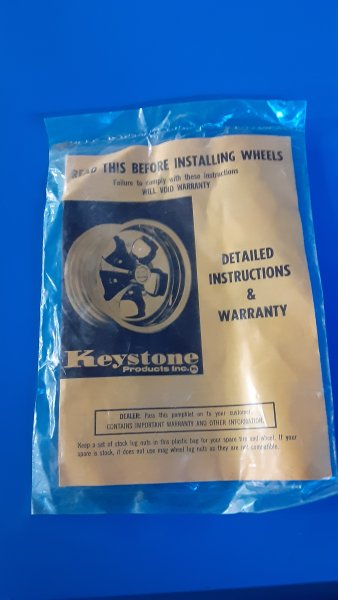 READ THIS BEFORE INSTALLING WHEELS
Failure to comply with these instructions
WILL VOID WARRANTY
DETAILED
INSTRUCTIONS
&
WARRANTY
Keystone
Products Inc.
DEALER: Pass this pamphlet on to your customer.
CONTAINS IMPORTANT WARRANTY AND OTHER INFORMATION.
Keep a set of stock lug nuts in this plastic bag for your spare tire and wheel. If your
spare is stock, it does not use mag wheel lug nuts as they are not compatible.